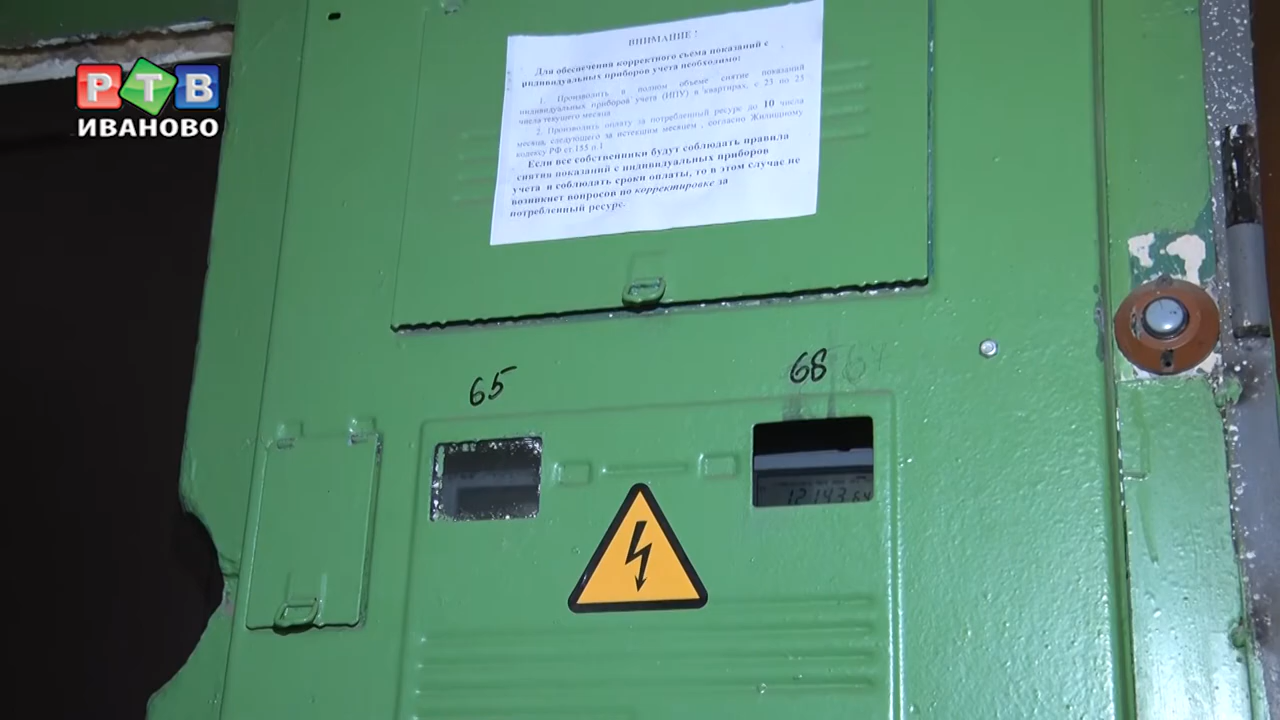 РТВ
ИВАНОВО
ВНИМАНИЕ !
Для обеспечения корректного съема показаний с
индивидуальных приборов учета необходимо:
1. Производить в полном объеме снятие показаний
индивидуальных приборов учета (ИПУ) в квартирах, с 23 по 25
числа текущего месяца
2. Производить оплату за потребленный ресурс до 10 числа
месяца, следующего за истекшим месяцем , согласно Жилищному
кодексу РФ ст.155 п.1
Если все собственники будут соблюдать правила
снятия показаний с индивидуальных приборов
учета и соблюдать сроки оплаты, то в этом случае не
возникнет вопросов по корректировке за
потребленный ресурс.
65
68
67
12143